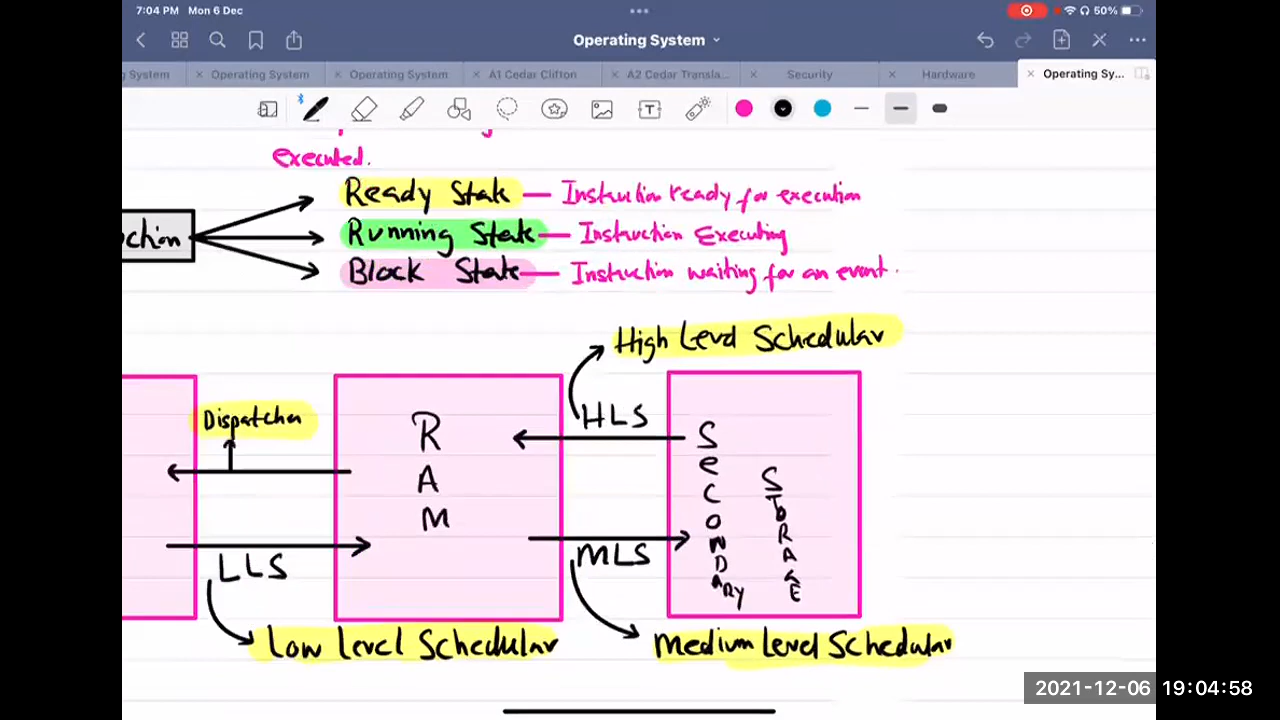 7:04 PM Mon 6 Dec
50%
Operating System
g System
Operating System
Operating System
A1 Cedar Clifton
A2 Cedar Transla...
Security
Hardware
Operating Sy...
executed.
Ready State — Instruction ready for execution
ction
Running State — Instruction Executing
Block State — Instruction waiting for an event.
High Level Schedular
Dispatcher
HLS
RAM
SECONDARY
STORAGE
LLS
MLS
Low Level Schedular
Medium Level Schedular
2021-12-06 19:04:58